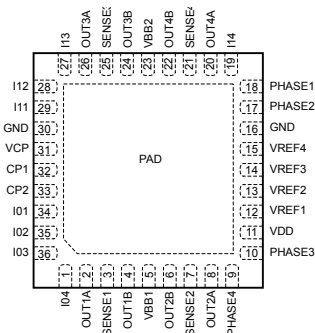 I13
OUT3A
SENSE3
OUT3B
VBB2
OUT4B
SENSE4
OUT4A
I14
27
26
25
24
23
22
21
20
19
I12 28
I11 29
GND 30
VCP 31
CP1 32
CP2 33
I01 34
I02 35
I03 36
PAD
18 PHASE1
17 PHASE2
16 GND
15 VREF4
14 VREF3
13 VREF2
12 VREF1
11 VDD
10 PHASE3
1
2
3
4
5
6
7
8
9
I04
OUT1A
SENSE1
OUT1B
VBB1
OUT2B
SENSE2
OUT2A
PHASE4